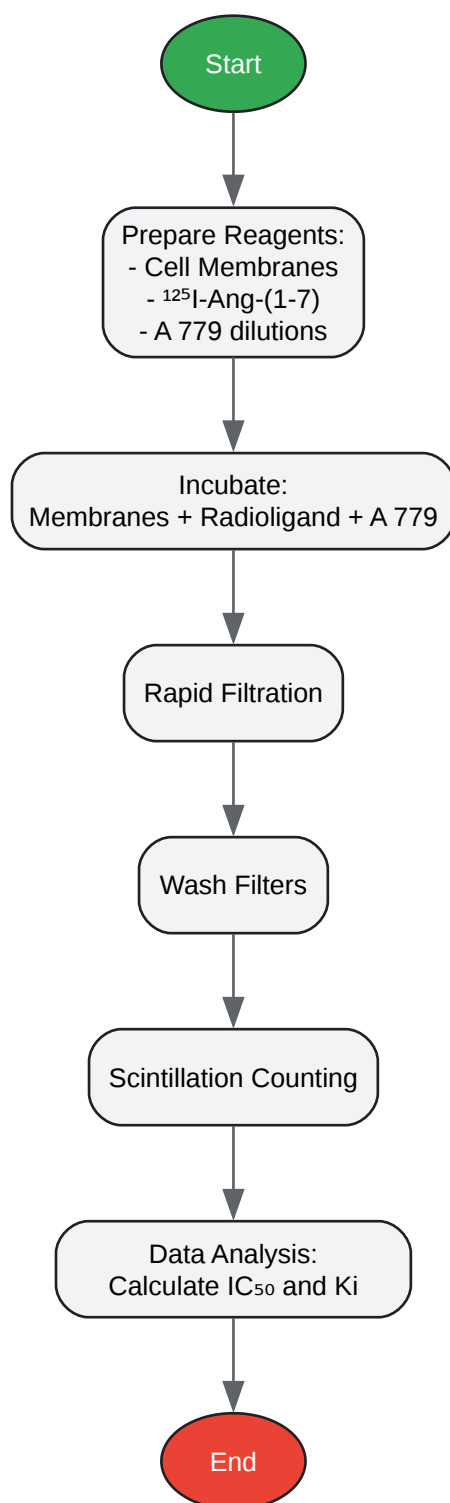 Start
Prepare Reagents:
- Cell Membranes
- ¹²⁵I-Ang-(1-7)
- A 779 dilutions
Incubate:
Membranes + Radioligand + A 779
Rapid Filtration
Wash Filters
Scintillation Counting
Data Analysis:
Calculate IC₅₀ and Ki
End